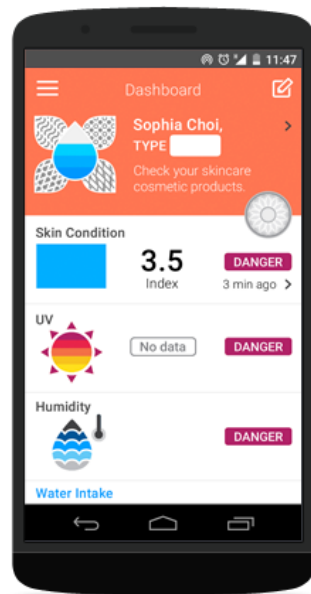 11:47
Dashboard
Sophia Choi,
TYPE
Check your skincare
cosmetic products.
Skin Condition
3.5
Index
DANGER
3 min ago
UV
No data
DANGER
Humidity
DANGER
Water Intake